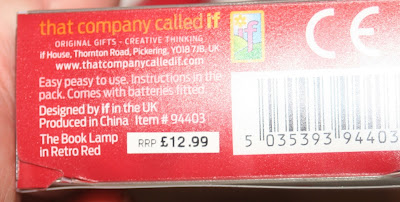 that company called if
ORIGINAL GIFTS - CREATIVE THINKING
If House, Thornton Road, Pickering, YO18 7JB, UK
www.thatcompanycalledif.com
if
CE
Easy peasy to use. Instructions in the
pack. Comes with batteries fitted.
Designed by if in the UK
Produced in China · Item # 94403
The Book Lamp
in Retro Red
RRP £12.99
5 035393 94403